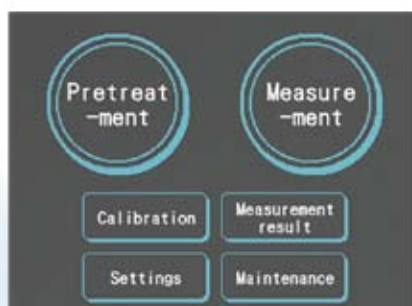 Pretreat
-ment
Measure
-ment
Calibration
Measurement
result
Settings
Maintenance